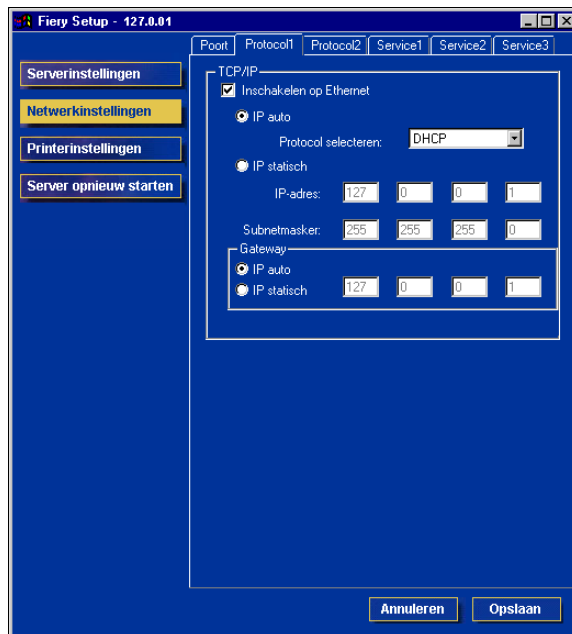 Fiery Setup - 127.0.01
Poort Protocol1 Protocol2 Service1 Service2 Service3
Serverinstellingen
Netwerkinstellingen
Printerinstellingen
Server opnieuw starten
TCP/IP
Inschakelen op Ethernet
IP auto
Protocol selecteren: DHCP
IP statisch
IP-adres: 127 0 0 1
Subnetmasker: 255 255 255 0
Gateway
IP auto
IP statisch 127 0 0 1
Annuleren Opslaan